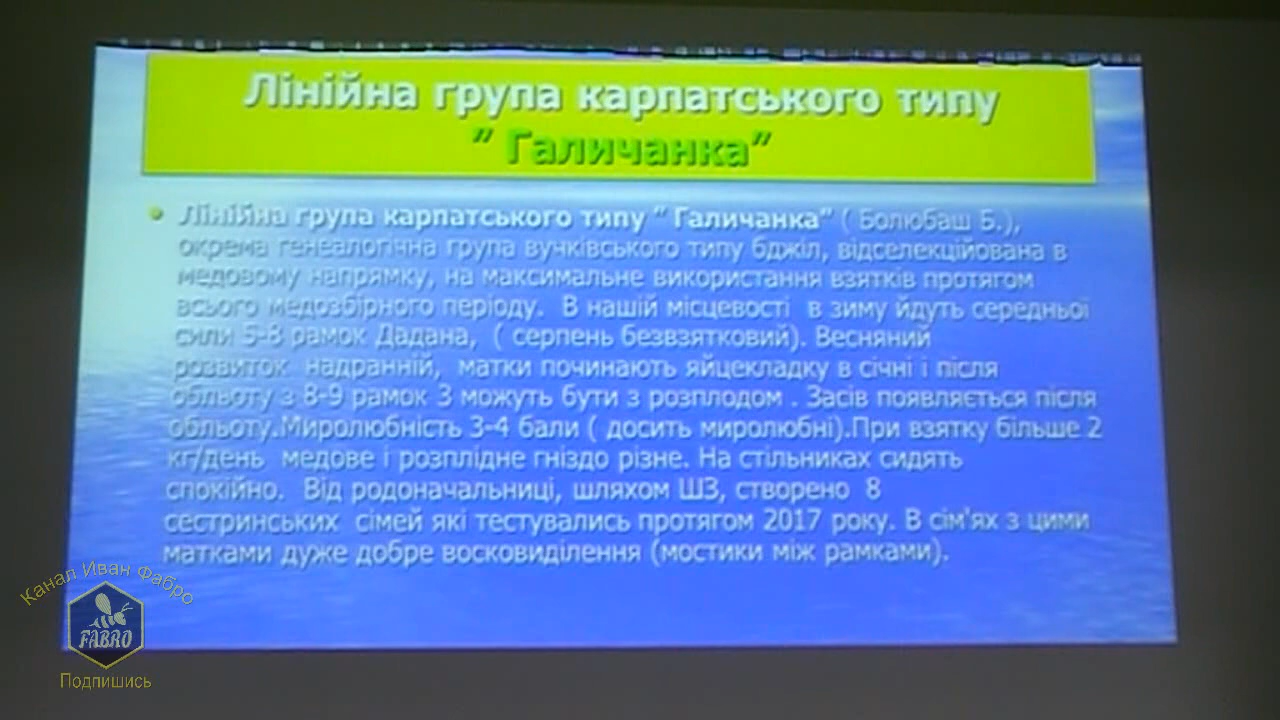 Лінійна група карпатського типу
” Галичанка”
• Лінійна група карпатського типу “ Галичанка” ( Болюбаш Б.),
окрема генеалогічна група вучківського типу бджіл, відселекційована в
медовому напрямку, на максимальне використання взятків протягом
всього медозбірного періоду. В нашій місцевості в зиму йдуть середньої
сили 5-8 рамок Дадана, ( серпень безвзятковий). Весняний
розвиток надранній, матки починають яйцекладку в січні і після
обльоту з 8-9 рамок 3 можуть бути з розплодом . Засів появляється після
обльоту.Миролюбність 3-4 бали ( досить миролюбні).При взятку більше 2
кг/день медове і розплідне гніздо різне. На стільниках сидять
спокійно. Від родоначальниці, шляхом ШЗ, створено 8
сестринських сімей які тестувались протягом 2017 року. В сім'ях з цими
матками дуже добре восковиділення (мостики між рамками).
Канал Иван Фабро
FABRO
Подпишись